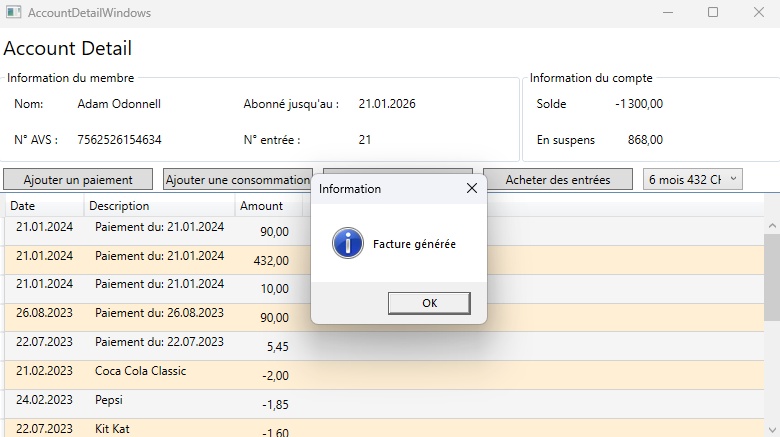 AccountDetailWindows
Account Detail
Information du membre
Information du compte
Nom: Adam Odonnell Abonné jusqu'au : 21.01.2026 Solde -1 300,00
N° AVS : 7562526154634 N° entrée : 21 En suspens 868,00
Ajouter un paiement Ajouter une consommation Acheter des entrées 6 mois 432 CH
Information
Facture générée
OK
Date Description Amount
21.01.2024 Paiement du: 21.01.2024 90,00
21.01.2024 Paiement du: 21.01.2024 432,00
21.01.2024 Paiement du: 21.01.2024 10,00
26.08.2023 Paiement du: 26.08.2023 90,00
22.07.2023 Paiement du: 22.07.2023 5,45
21.02.2023 Coca Cola Classic -2,00
24.02.2023 Pepsi -1,85
22.07.2023 Kit Kat -1,60